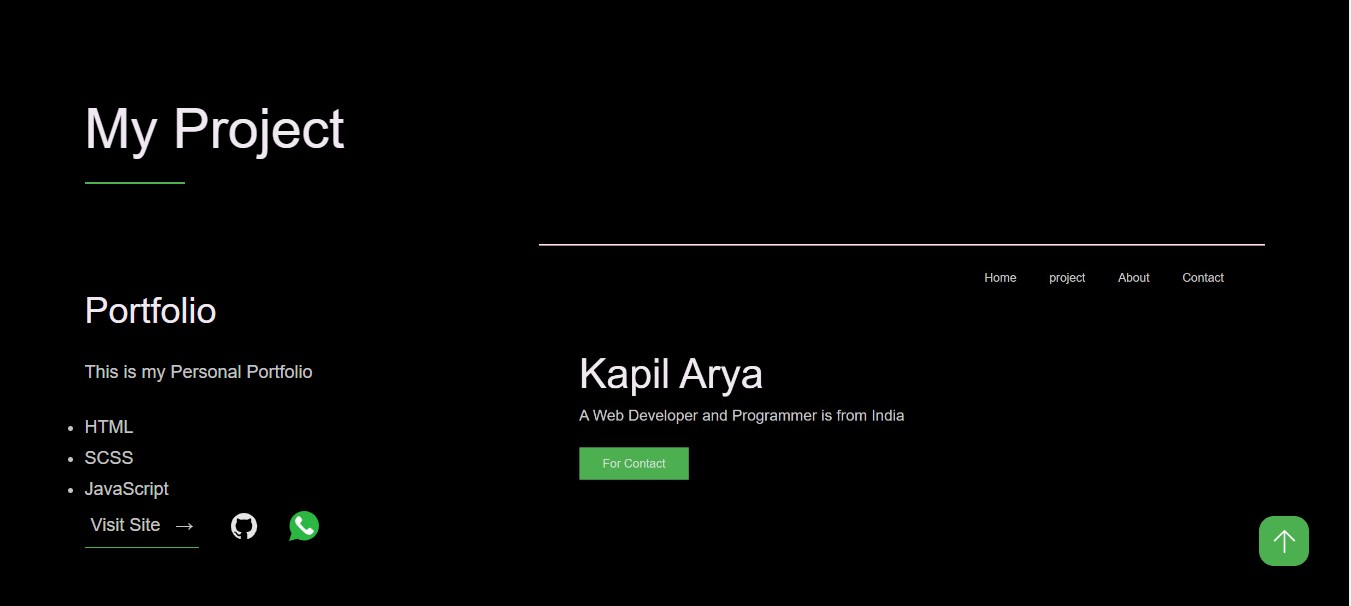 My Project
Portfolio
This is my Personal Portfolio
HTML
SCSS
JavaScript
Visit Site →
Home project About Contact
Kapil Arya
A Web Developer and Programmer is from India
For Contact